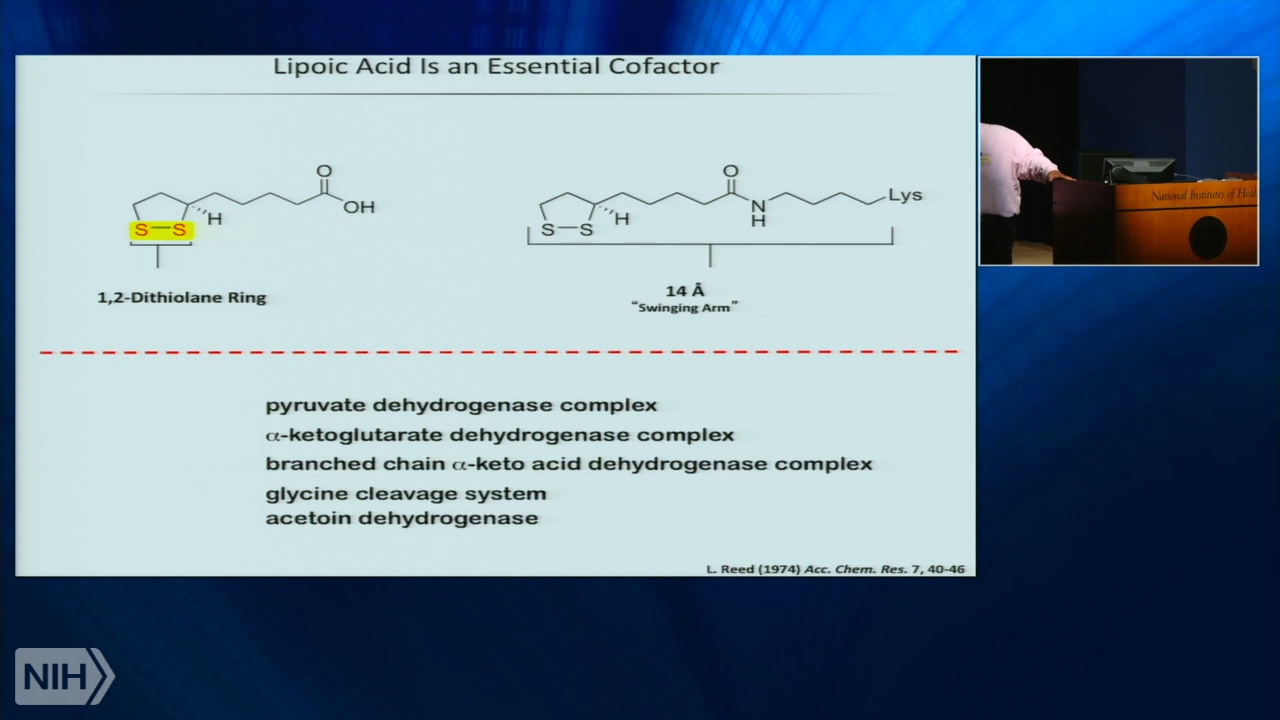 Lipoic Acid Is an Essential Cofactor
O
OH
H
S S
1,2-Dithiolane Ring
O
Lys
N
H
H
S S
14 Å
“Swinging Arm”
pyruvate dehydrogenase complex
α-ketoglutarate dehydrogenase complex
branched chain α-keto acid dehydrogenase complex
glycine cleavage system
acetoin dehydrogenase
L. Reed (1974) Acc. Chem. Res. 7, 40-46
National Institutes of Heal
NIH